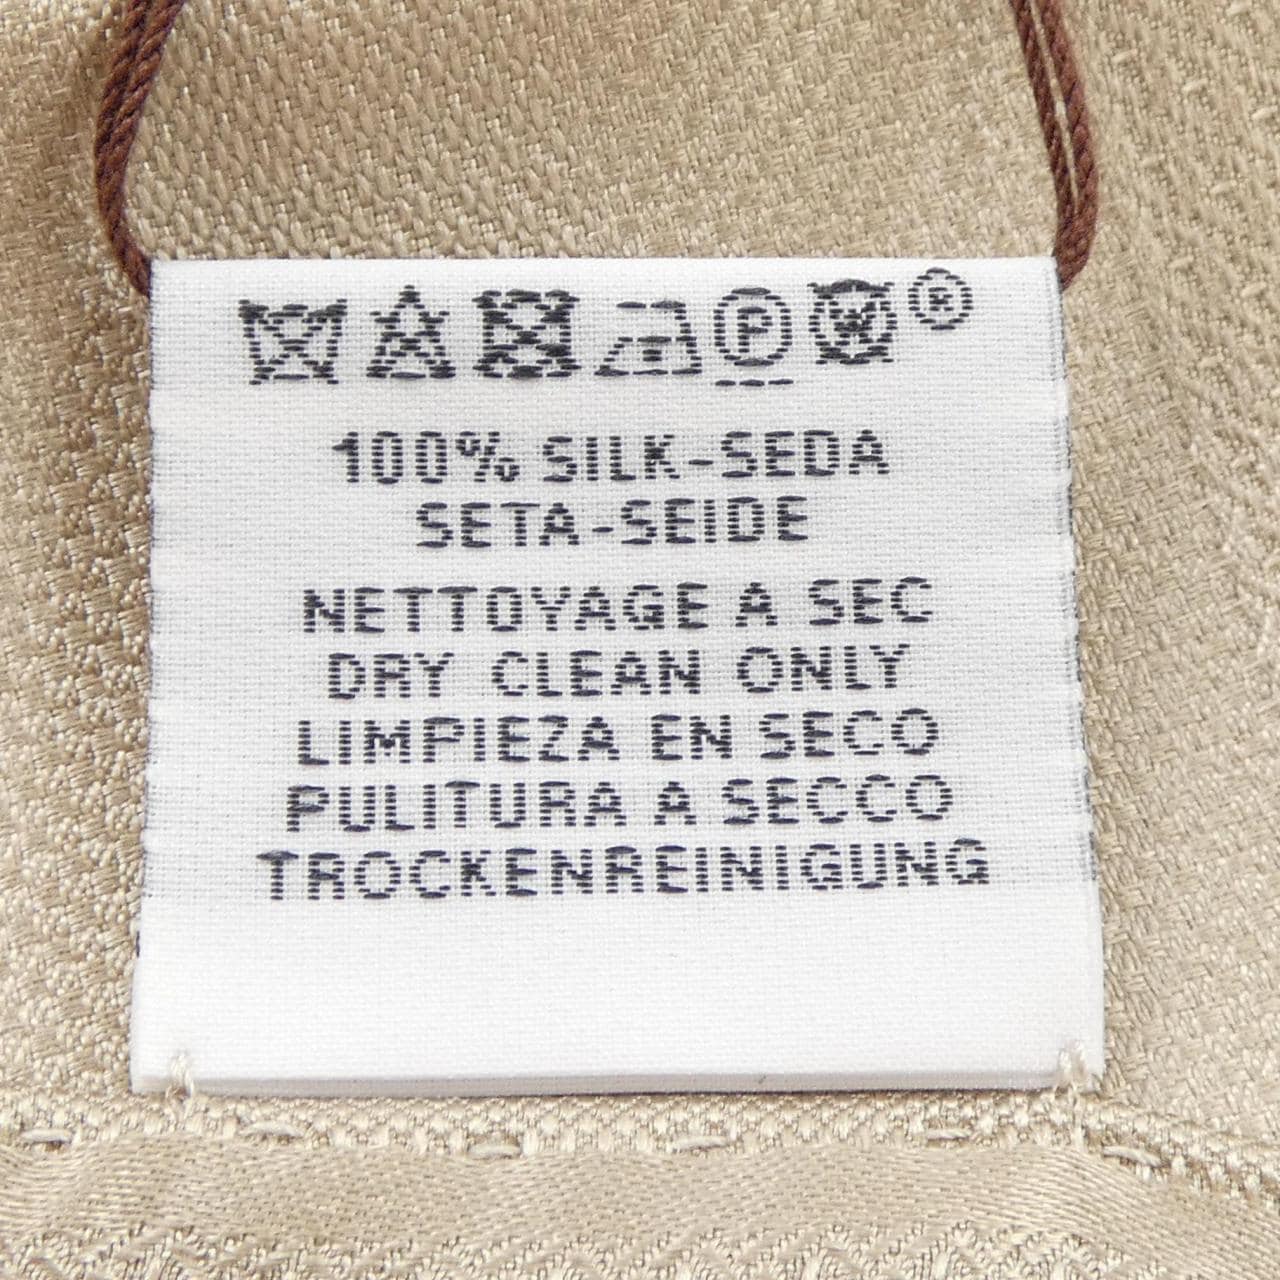 P W ®
100% SILK-SEDA
SETA-SEIDE
NETTOYAGE A SEC
DRY CLEAN ONLY
LIMPIEZA EN SECO
PULITURA A SECCO
TROCKENREINIGUNG